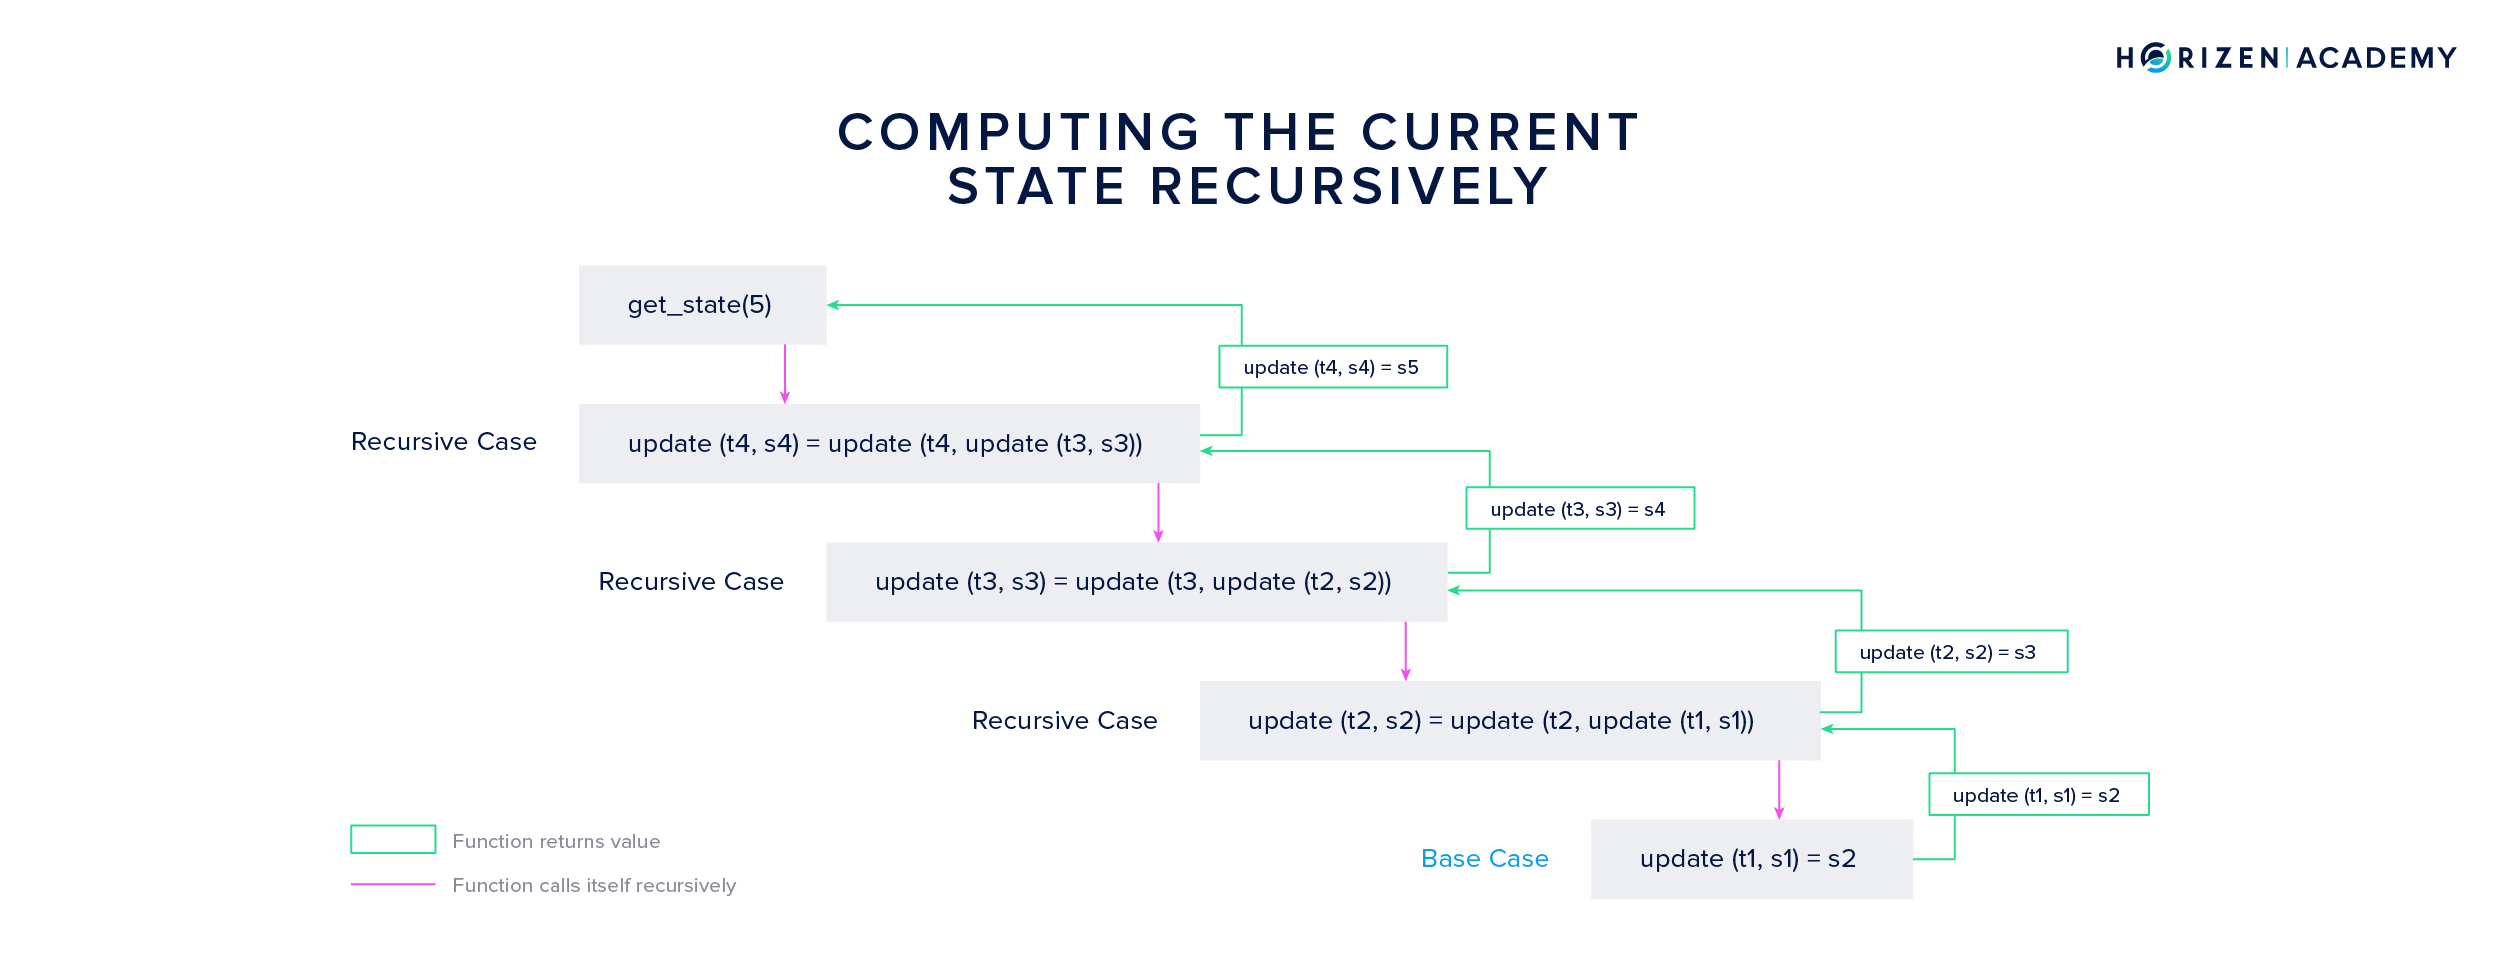 HORIZEN | ACADEMY
COMPUTING THE CURRENT
STATE RECURSIVELY
get_state(5)
update (t4, s4) = s5
Recursive Case
update (t4, s4) = update (t4, update (t3, s3))
update (t3, s3) = s4
Recursive Case
update (t3, s3) = update (t3, update (t2, s2))
update (t2, s2) = s3
Recursive Case
update (t2, s2) = update (t2, update (t1, s1))
update (t1, s1) = s2
Base Case
update (t1, s1) = s2
Function returns value
Function calls itself recursively